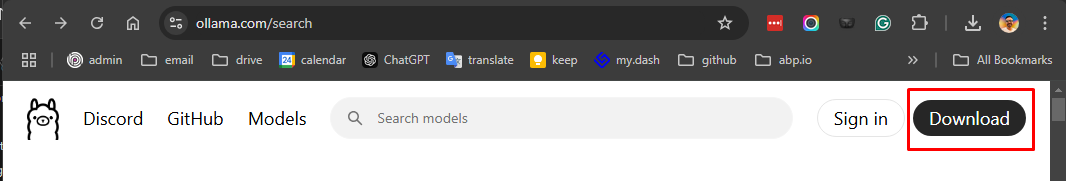 ollama.com/search
admin email drive 24 calendar ChatGPT translate keep my.dash github abp.io » All Bookmarks
Discord GitHub Models Search models Sign in Download